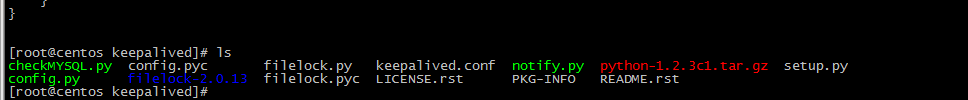 }
}
[root@centos keepalived]# ls
checkMYSQL.py config.pyc filelock.py keepalived.conf notify.py python-1.2.3c1.tar.gz setup.py
config.py filelock-2.0.13 filelock.pyc LICENSE.rst PKG-INFO README.rst
[root@centos keepalived]#